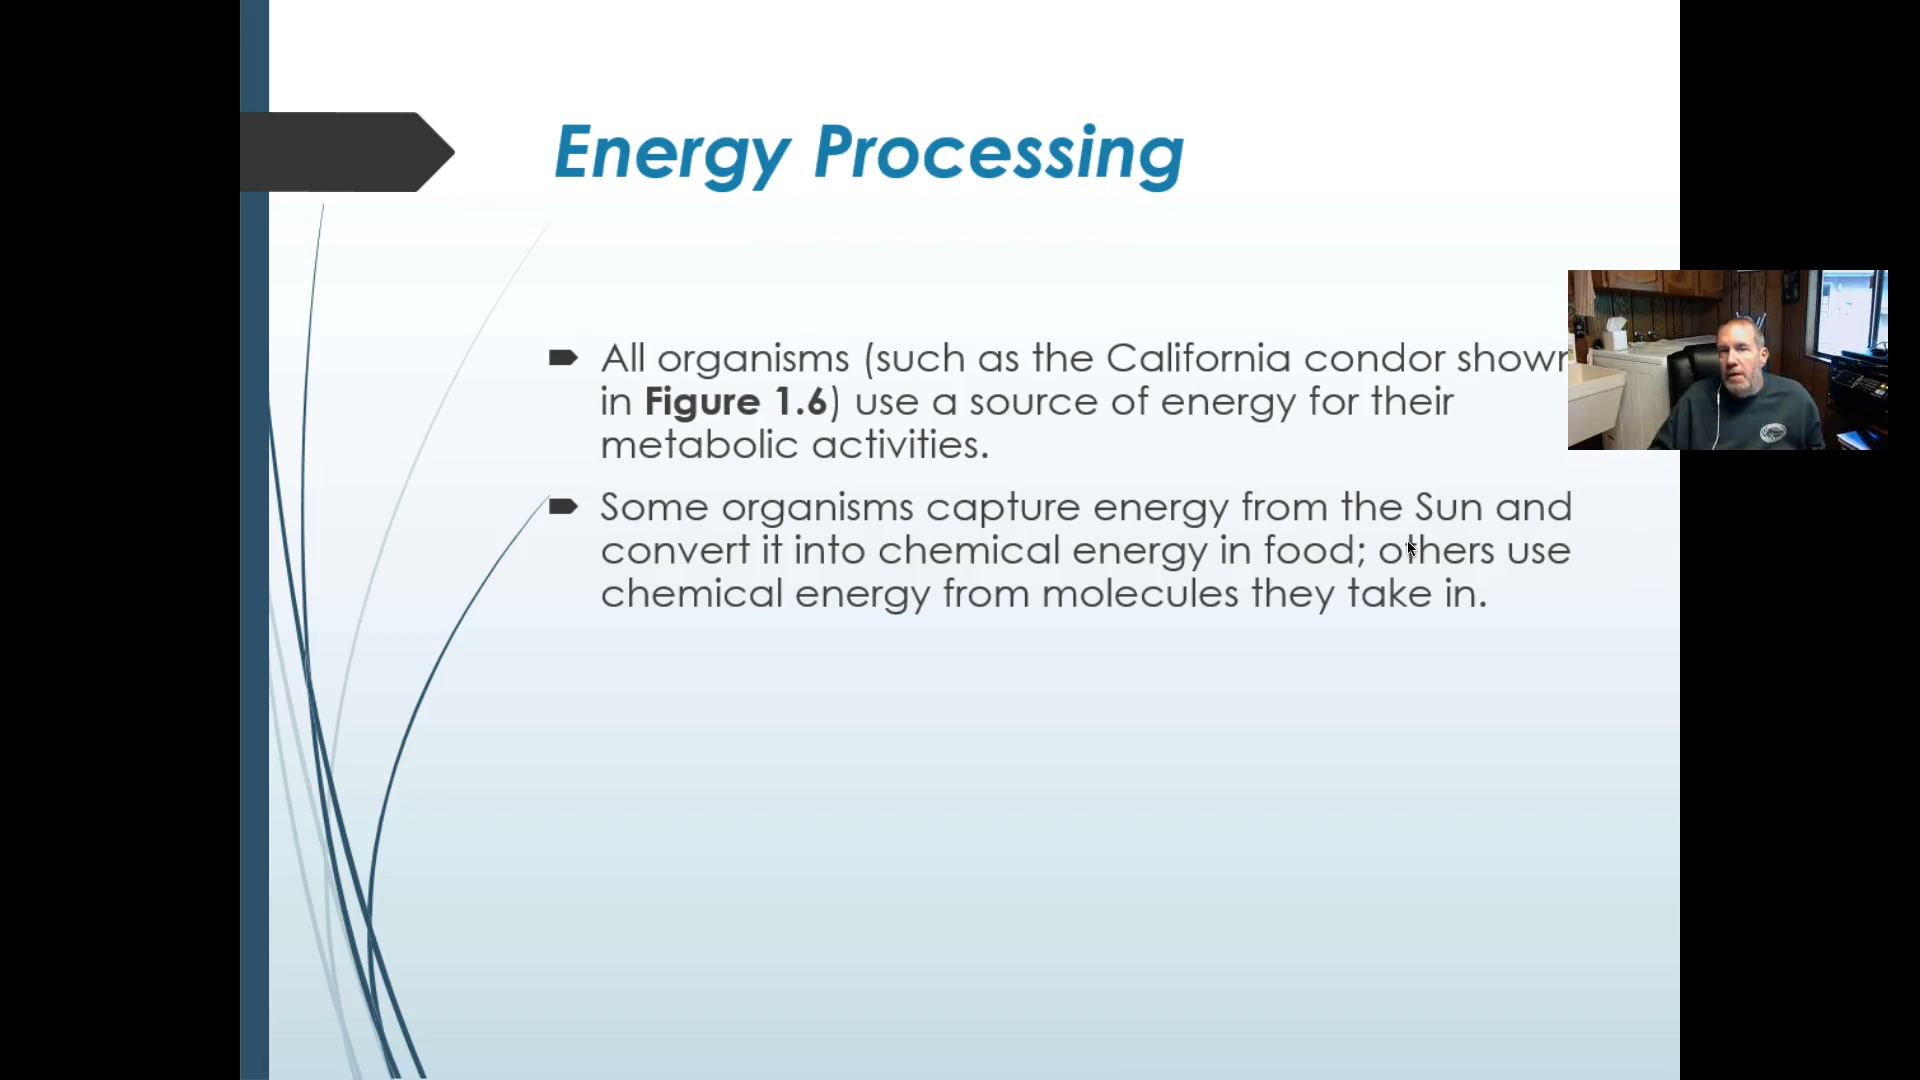 Energy Processing
All organisms (such as the California condor shown
in Figure 1.6) use a source of energy for their
metabolic activities.
Some organisms capture energy from the Sun and
convert it into chemical energy in food; others use
chemical energy from molecules they take in.